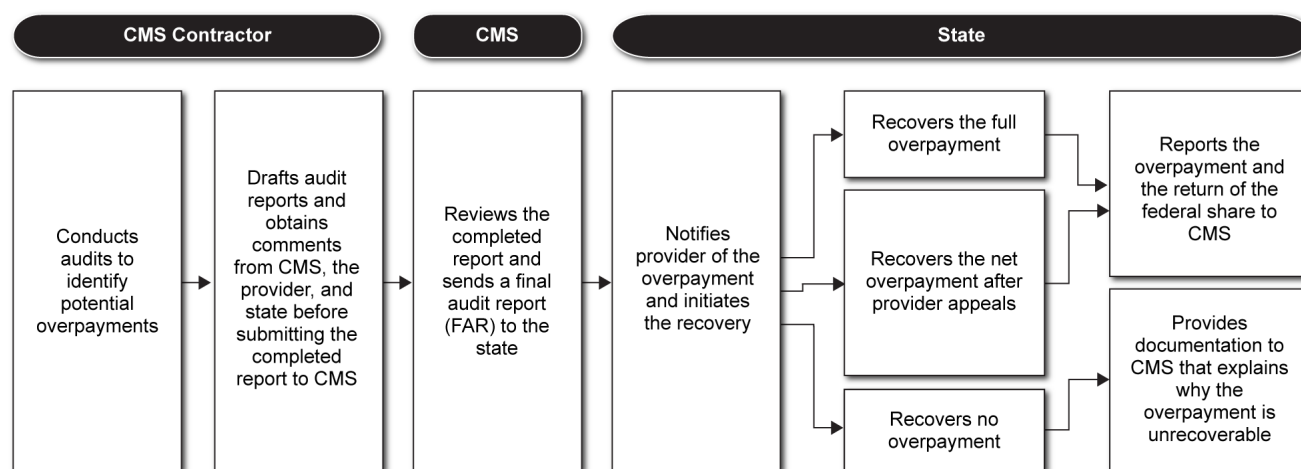 CMS Contractor
CMS
State
Conducts
audits to
identify
potential
overpayments
Drafts audit
reports and
obtains
comments
from CMS, the
provider, and
state before
submitting the
completed
report to CMS
Reviews the
completed
report and
sends a final
audit report
(FAR) to the
state
Notifies
provider of the
overpayment
and initiates
the recovery
Recovers the full
overpayment
Recovers the net
overpayment after
provider appeals
Recovers no
overpayment
Reports the
overpayment and
the return of the
federal share to
CMS
Provides
documentation to
CMS that explains
why the
overpayment is
unrecoverable